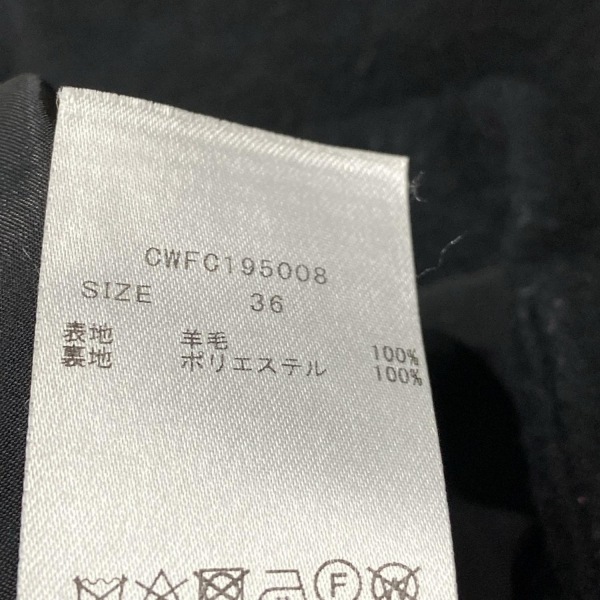 CWFC195008
SIZE 36
表地 羊毛 100%
裏地 ポリエステル 100%
F
W